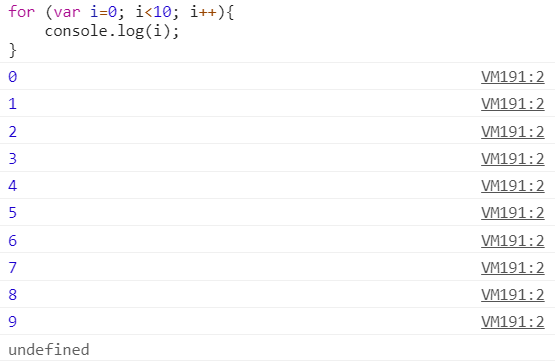 for (var i=0; i<10; i++){
    console.log(i);
}
0 VM191:2
1 VM191:2
2 VM191:2
3 VM191:2
4 VM191:2
5 VM191:2
6 VM191:2
7 VM191:2
8 VM191:2
9 VM191:2
undefined